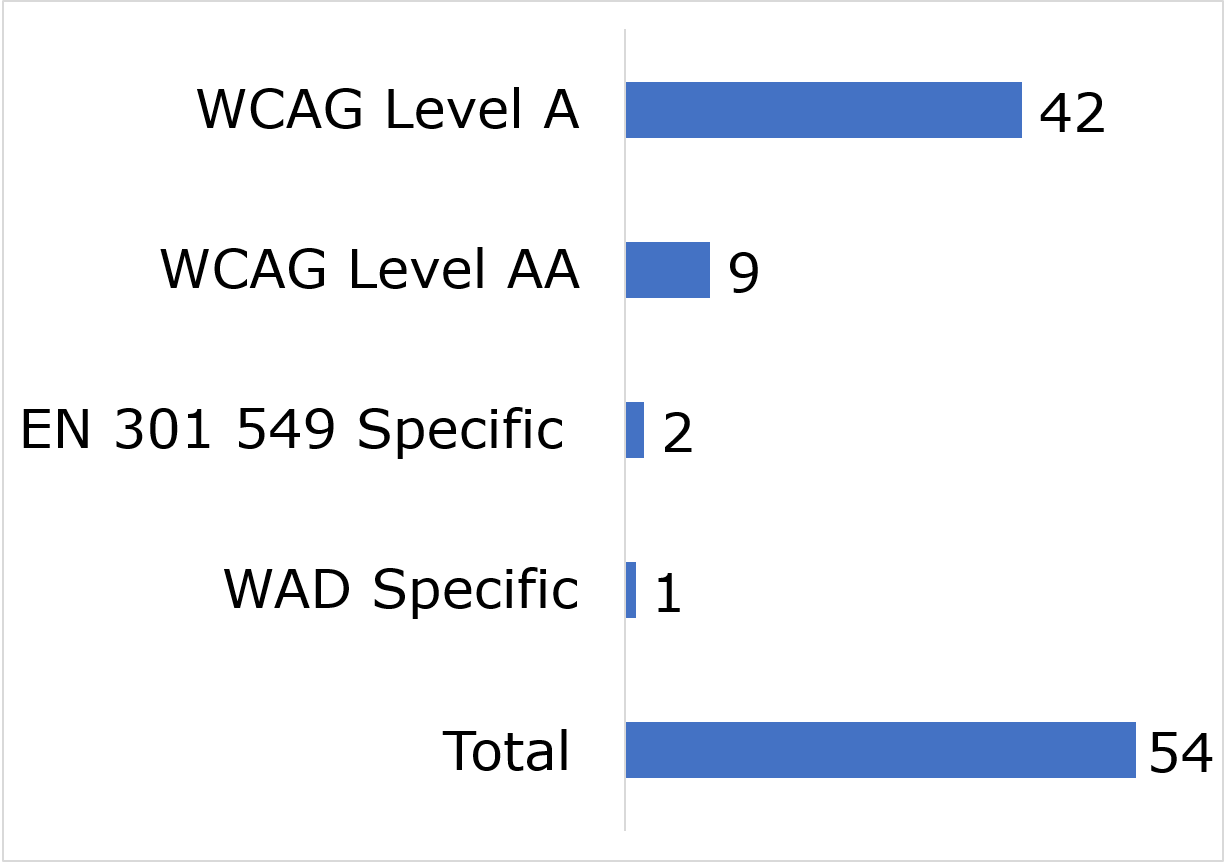 WCAG Level A 42
WCAG Level AA 9
EN 301 549 Specific 2
WAD Specific 1
Total 54